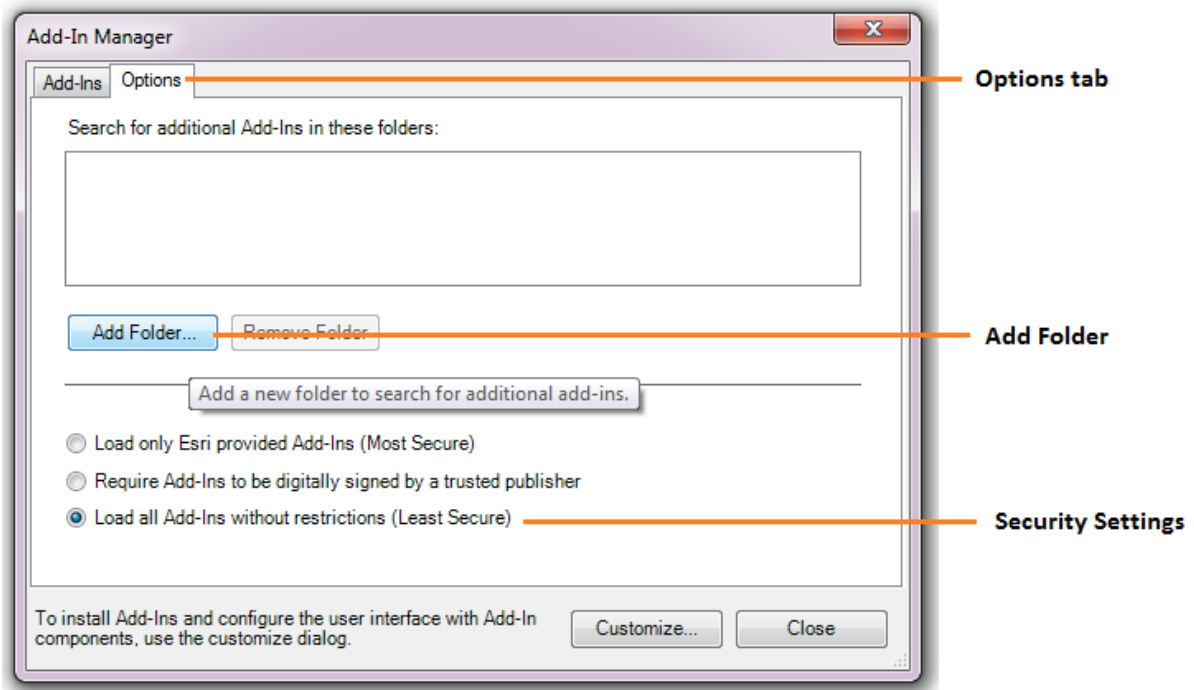 Add-In Manager
x
Add-Ins Options
Options tab
Search for additional Add-Ins in these folders:
Add Folder... Remove Folder
Add Folder
Add a new folder to search for additional add-ins.
Load only Esri provided Add-Ins (Most Secure)
Require Add-Ins to be digitally signed by a trusted publisher
Load all Add-Ins without restrictions (Least Secure)
Security Settings
To install Add-Ins and configure the user interface with Add-In
components, use the customize dialog.
Customize... Close